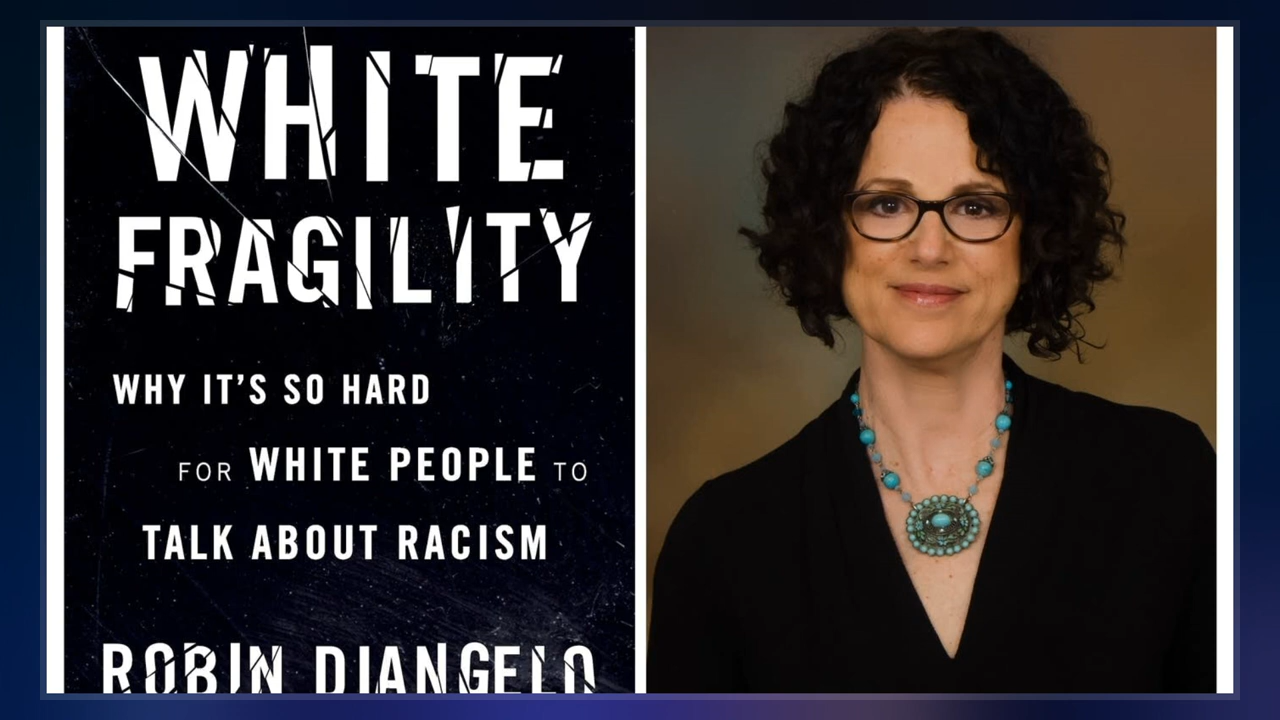 WHITE
FRAGILITY
WHY IT'S SO HARD
FOR WHITE PEOPLE TO
TALK ABOUT RACISM
ROBIN DIANGELO